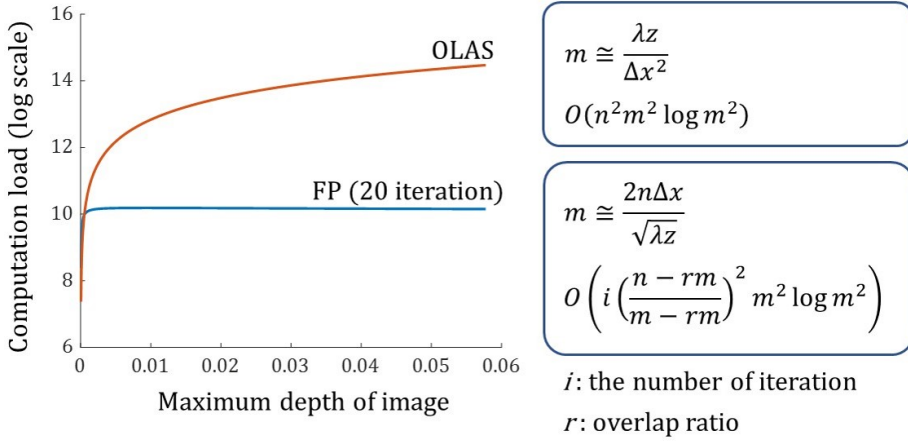 16
14
12
10
8
6
0
0.01
0.02
0.03
0.04
0.05
0.06
Computation load (log scale)
Maximum depth of image
OLAS
FP (20 iteration)
m ≅ λz / Δx²
O(n²m² log m²)
m ≅ 2nΔx / √λz
O(i((n − rm) / (m − rm))² m² log m²)
i: the number of iteration
r: overlap ratio